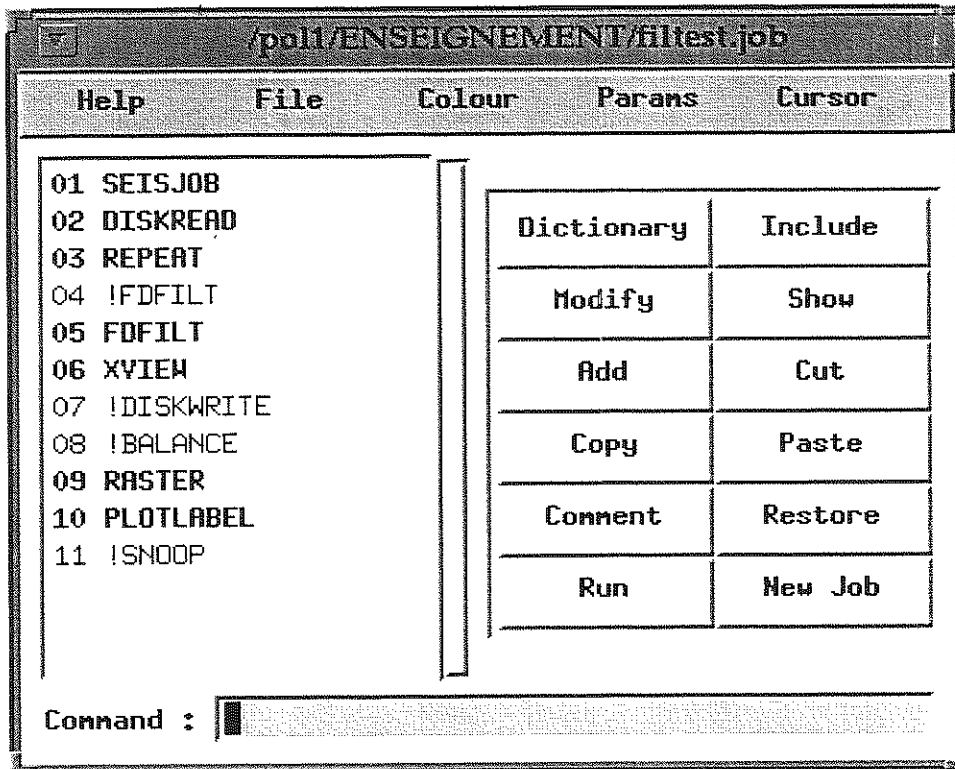 /pol1/ENSEIGNEMENT/filtest.job
Help File Colour Params Cursor
01 SEISJOB
02 DISKREAD
03 REPEAT
04 !FDFILT
05 FDFILT
06 XVIEW
07 !DISKWRITE
08 !BALANCE
09 RASTER
10 PLOTLABEL
11 !SNOOP
Dictionary Include
Modify Show
Add Cut
Copy Paste
Comment Restore
Run New Job
Command :